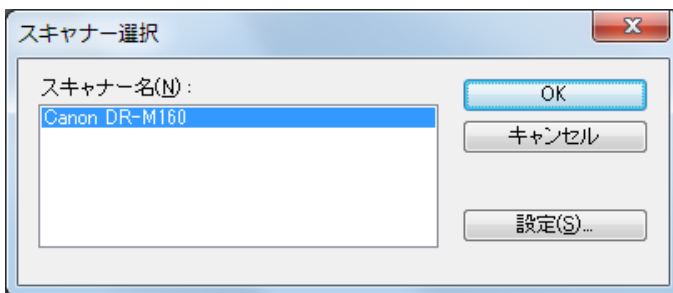 スキャナー選択
スキャナー名(N):
Canon DR-M160
OK
キャンセル
設定(S)...